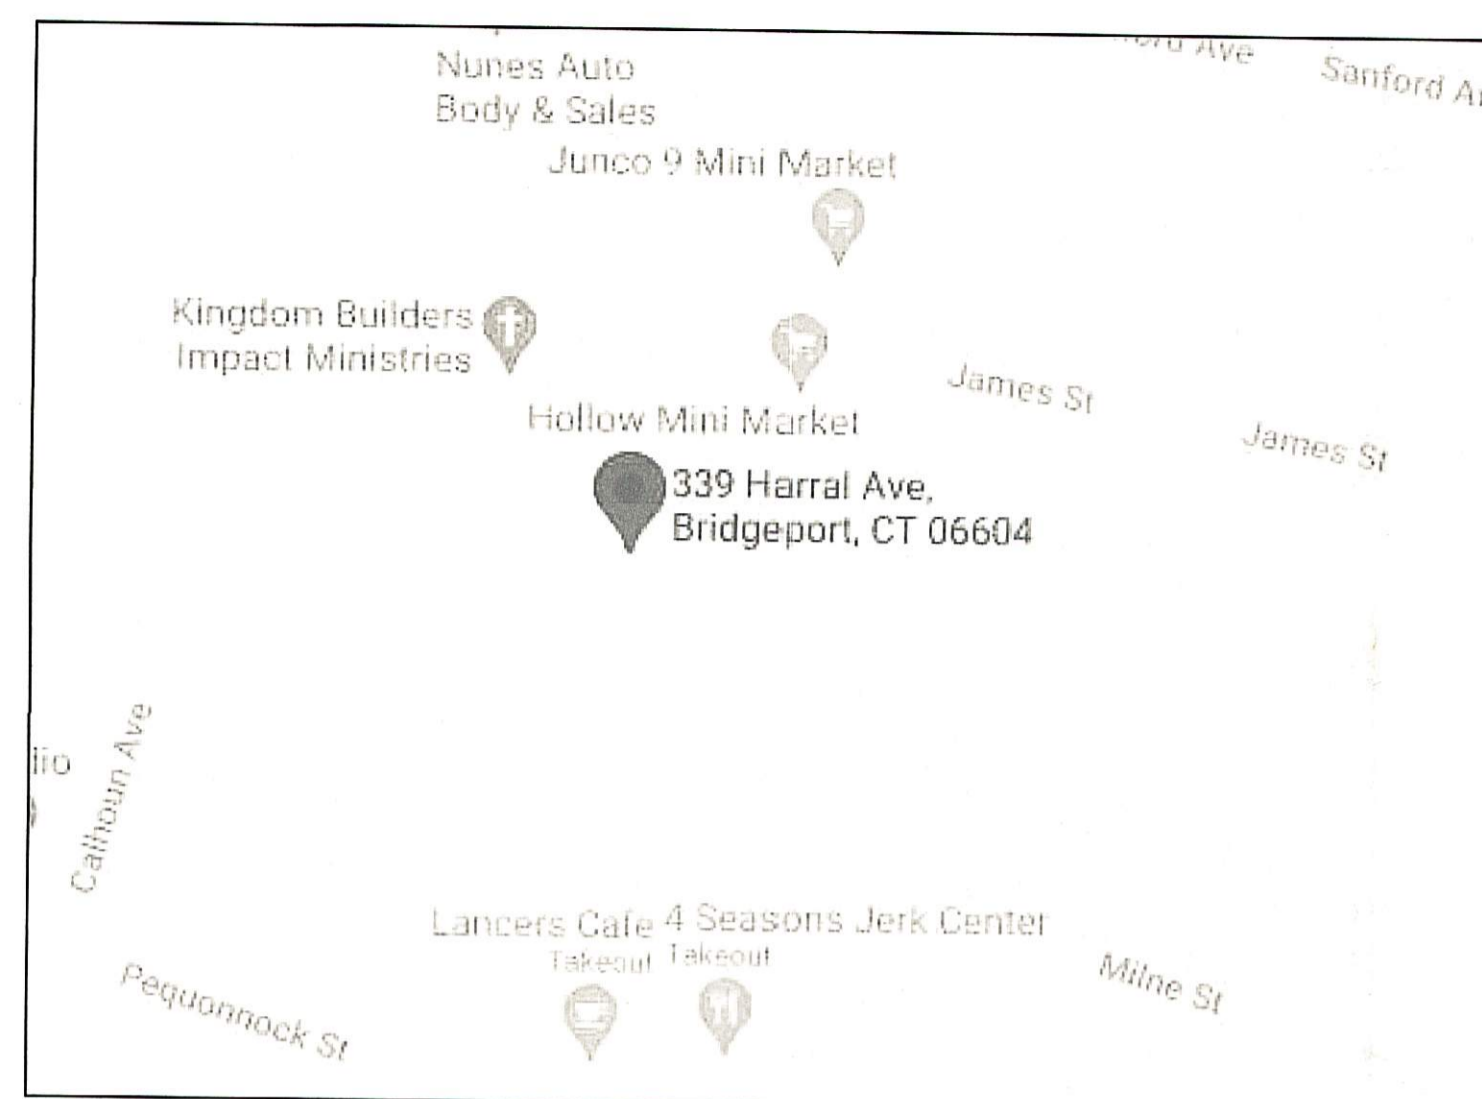 Ave
Sanford
Nunes Auto
Body & Sales
Junco 9 Mini Market
Kingdom Builders
Impact Ministries
James St
James St
Hollow Mini Market
339 Harral Ave,
Bridgeport, CT 06604
Calhoun Ave
Lancers Cafe
Takeout
4 Seasons Jerk Center
Takeout
Milne St
Pequonnock St